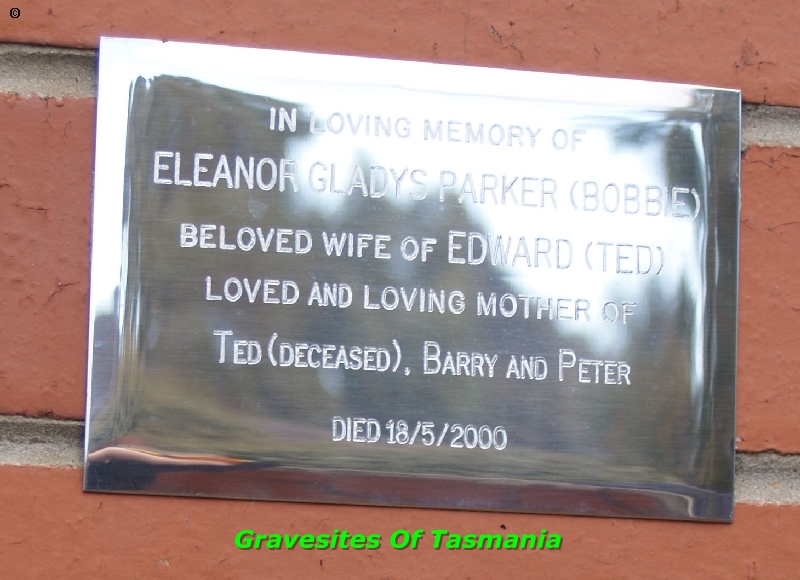 ©
IN LOVING MEMORY OF
ELEANOR GLADYS PARKER (BOBBIE)
BELOVED WIFE OF EDWARD (TED)
LOVED AND LOVING MOTHER OF
TED (DECEASED), BARRY AND PETER
DIED 18/5/2000
Gravesites Of Tasmania